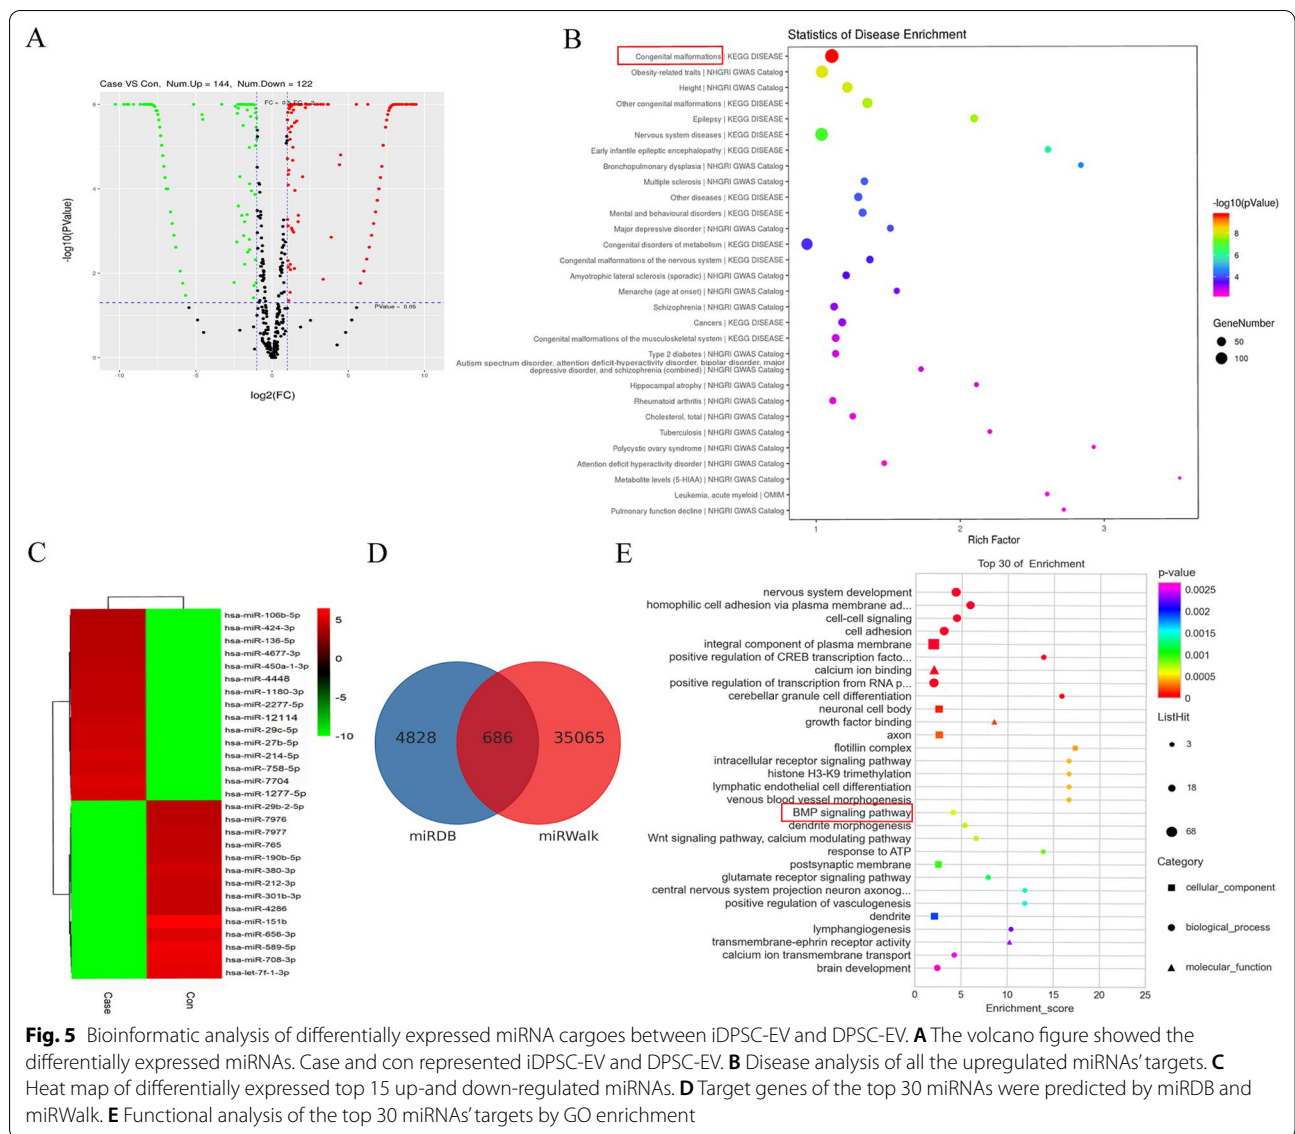 A
Case VS Con, Num.Up = 144, Num.Down = 122
PValue = 0.05
-log10(PValue)
6
4
2
0
-10
-5
0
5
10
log2(FC)
B
Statistics of Disease Enrichment
Congenital malformations | KEGG DISEASE
Obesity-related traits | NHGRI GWAS Catalog
Height | NHGRI GWAS Catalog
Other congenital malformations | KEGG DISEASE
Epilepsy | KEGG DISEASE
Nervous system diseases | KEGG DISEASE
Early infantile epileptic encephalopathy | KEGG DISEASE
Bronchopulmonary dysplasia | NHGRI GWAS Catalog
Multiple sclerosis | NHGRI GWAS Catalog
Other diseases | KEGG DISEASE
Mental and behavioural disorders | KEGG DISEASE
Major depressive disorder | NHGRI GWAS Catalog
Congenital disorders of metabolism | KEGG DISEASE
Congenital malformations of the nervous system | KEGG DISEASE
Amyotrophic lateral sclerosis (sporadic) | NHGRI GWAS Catalog
Menarche (age at onset) | NHGRI GWAS Catalog
Schizophrenia | NHGRI GWAS Catalog
Cancers | KEGG DISEASE
Congenital malformations of the musculoskeletal system | KEGG DISEASE
Type 2 diabetes | NHGRI GWAS Catalog
Autism spectrum disorder, attention deficit-hyperactivity disorder, bipolar disorder, major
depressive disorder, and schizophrenia (combined) | NHGRI GWAS Catalog
Hippocampal atrophy | NHGRI GWAS Catalog
Rheumatoid arthritis | NHGRI GWAS Catalog
Cholesterol, total | NHGRI GWAS Catalog
Tuberculosis | NHGRI GWAS Catalog
Polycystic ovary syndrome | NHGRI GWAS Catalog
Attention deficit hyperactivity disorder | NHGRI GWAS Catalog
Metabolite levels (5-HIAA) | NHGRI GWAS Catalog
Leukemia, acute myeloid | OMIM
Pulmonary function decline | NHGRI GWAS Catalog
1
2
3
Rich Factor
-log10(pValue)
8
6
4
GeneNumber
50
100
C
hsa-miR-106b-5p
hsa-miR-424-3p
hsa-miR-136-5p
hsa-miR-4677-3p
hsa-miR-450a-1-3p
hsa-miR-4448
hsa-miR-1180-3p
hsa-miR-2277-5p
hsa-miR-12114
hsa-miR-29c-5p
hsa-miR-27b-5p
hsa-miR-214-5p
hsa-miR-758-5p
hsa-miR-7704
hsa-miR-1277-5p
hsa-miR-29b-2-5p
hsa-miR-7976
hsa-miR-7977
hsa-miR-765
hsa-miR-190b-5p
hsa-miR-380-3p
hsa-miR-212-3p
hsa-miR-301b-3p
hsa-miR-4286
hsa-miR-151b
hsa-miR-656-3p
hsa-miR-589-5p
hsa-miR-708-3p
hsa-let-7f-1-3p
Case
Con
5
0
-5
-10
D
4828
686
35065
miRDB
miRWalk
E
Top 30 of Enrichment
nervous system development
homophilic cell adhesion via plasma membrane ad...
cell-cell signaling
cell adhesion
integral component of plasma membrane
positive regulation of CREB transcription facto...
calcium ion binding
positive regulation of transcription from RNA p...
cerebellar granule cell differentiation
neuronal cell body
growth factor binding
axon
flotillin complex
intracellular receptor signaling pathway
histone H3-K9 trimethylation
lymphatic endothelial cell differentiation
venous blood vessel morphogenesis
BMP signaling pathway
dendrite morphogenesis
Wnt signaling pathway, calcium modulating pathway
response to ATP
postsynaptic membrane
glutamate receptor signaling pathway
central nervous system projection neuron axonog...
positive regulation of vasculogenesis
dendrite
lymphangiogenesis
transmembrane-ephrin receptor activity
calcium ion transmembrane transport
brain development
0
5
10
15
20
25
Enrichment_score
p-value
0.0025
0.002
0.0015
0.001
0.0005
0
ListHit
3
18
68
Category
cellular_component
biological_process
molecular_function
Fig. 5 Bioinformatic analysis of differentially expressed miRNA cargoes between iDPSC-EV and DPSC-EV. A The volcano figure showed the
differentially expressed miRNAs. Case and con represented iDPSC-EV and DPSC-EV. B Disease analysis of all the upregulated miRNAs' targets. C
Heat map of differentially expressed top 15 up-and down-regulated miRNAs. D Target genes of the top 30 miRNAs were predicted by miRDB and
miRWalk. E Functional analysis of the top 30 miRNAs' targets by GO enrichment